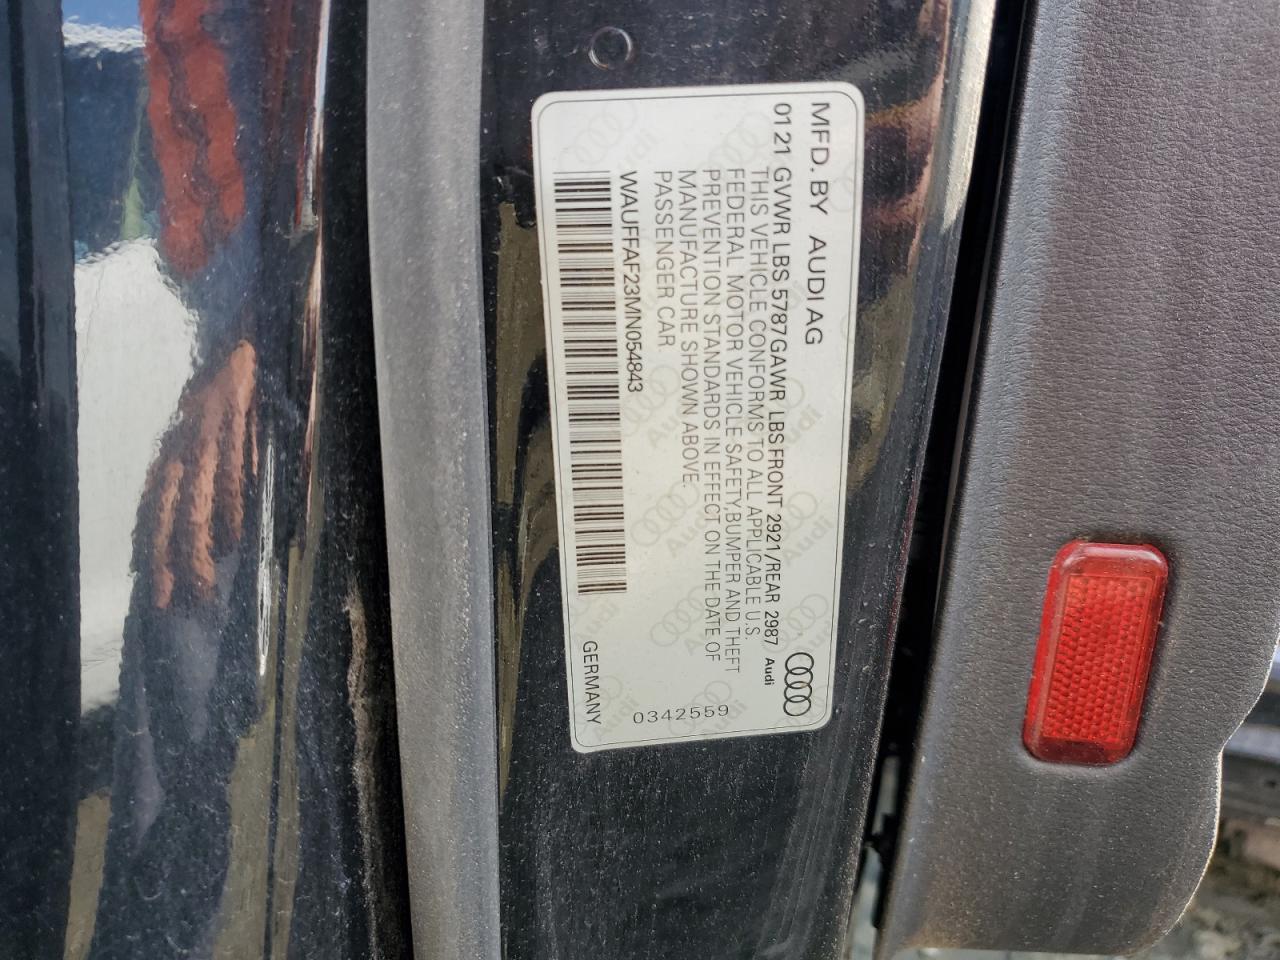 MFD. BY AUDI AG
01 21 GVWR LBS 5787 GAWR LBS FRONT 2921/REAR 2987
THIS VEHICLE CONFORMS TO ALL APPLICABLE U.S.
FEDERAL MOTOR VEHICLE SAFETY,BUMPER AND THEFT
PREVENTION STANDARDS IN EFFECT ON THE DATE OF
MANUFACTURE SHOWN ABOVE.
PASSENGER CAR
WAUFFAF23MN054843
GERMANY
0342559
Audi